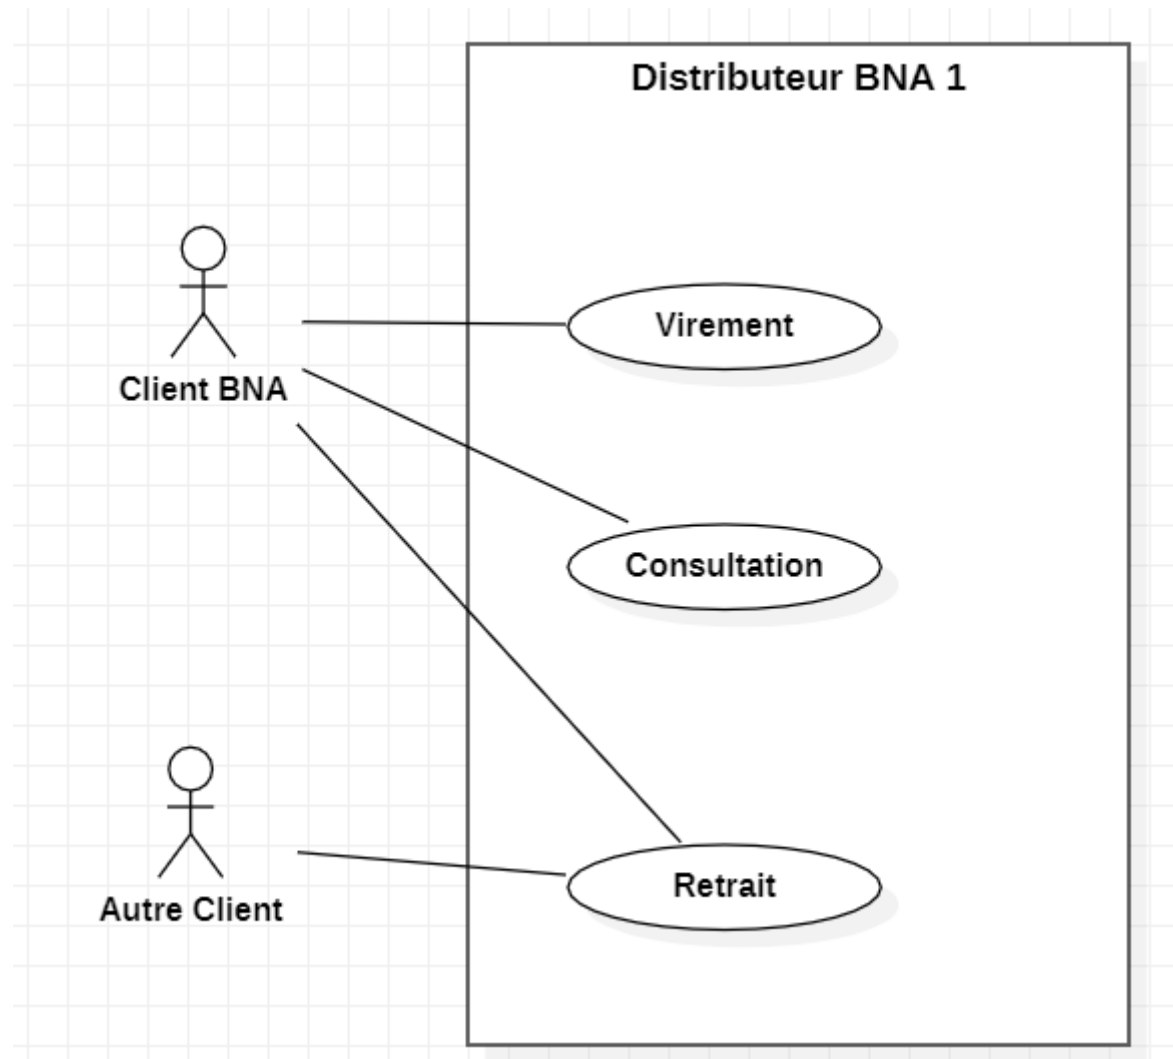 Distributeur BNA 1
Virement
Client BNA
Consultation
Retrait
Autre Client